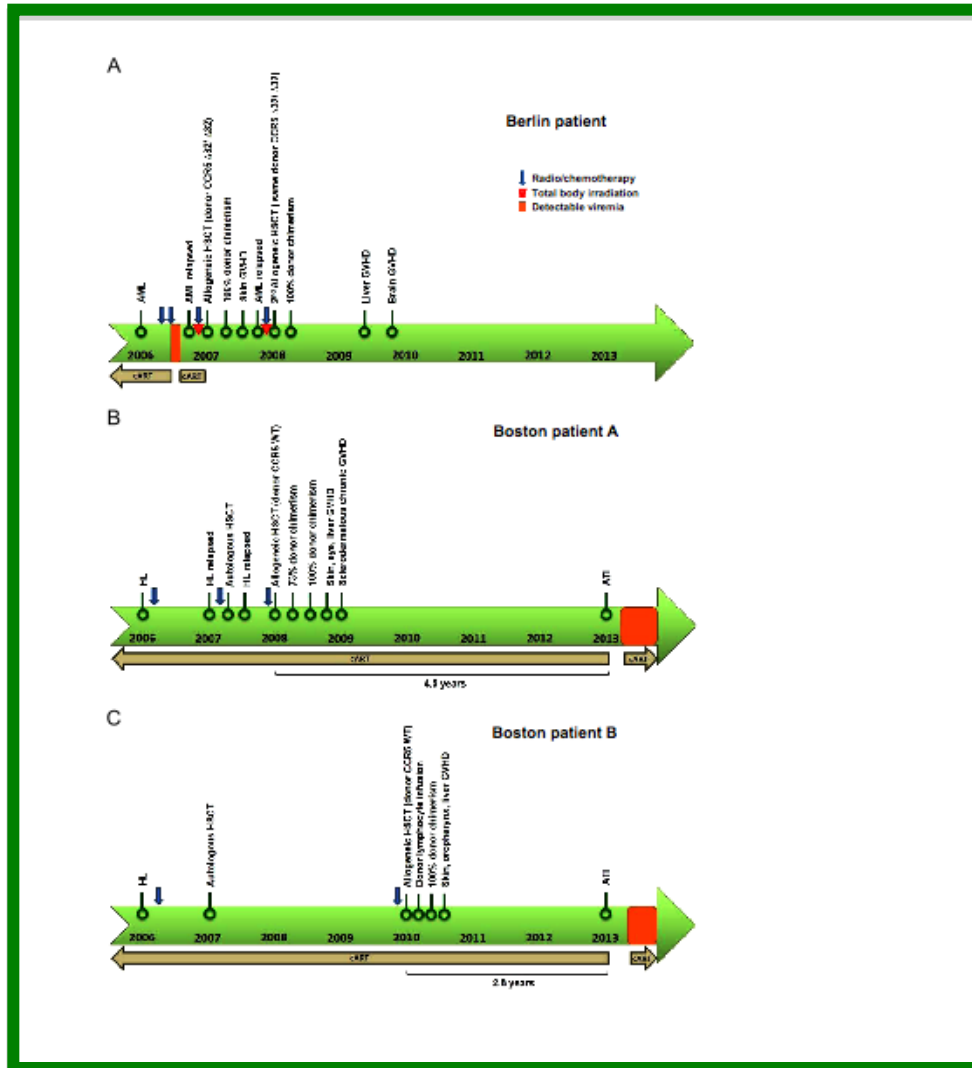 A
Berlin patient
Radio/chemotherapy
Total body irradiation
Detectable viremia
AML
AML relapsed
Allogeneic HSCT (donor CCR5 Δ32/ Δ32)
100% donor chimerism
Skin GVHD
AML relapsed
2nd Allogeneic HSCT (same donor CCR5 Δ32/ Δ32)
100% donor chimerism
Liver GVHD
Brain GVHD
2006 2007 2008 2009 2010 2011 2012 2013
cART cART
B
Boston patient A
HL
HL relapsed
Autologous HSCT
HL relapsed
Allogeneic HSCT (donor CCR5 WT)
donor chimerism
100% donor chimerism
Skin, eye, liver GVHD
Sclerodermatous chronic GVHD
ATI
2006 2007 2008 2009 2010 2011 2012 2013
cART cART
years
C
Boston patient B
HL
Autologous HSCT
Allogeneic HSCT (donor CCR5 WT)
Donor lymphocyte infusion
100% donor chimerism
Skin, oropharynx, liver GVHD
ATI
2006 2007 2008 2009 2010 2011 2012 2013
cART cART
years